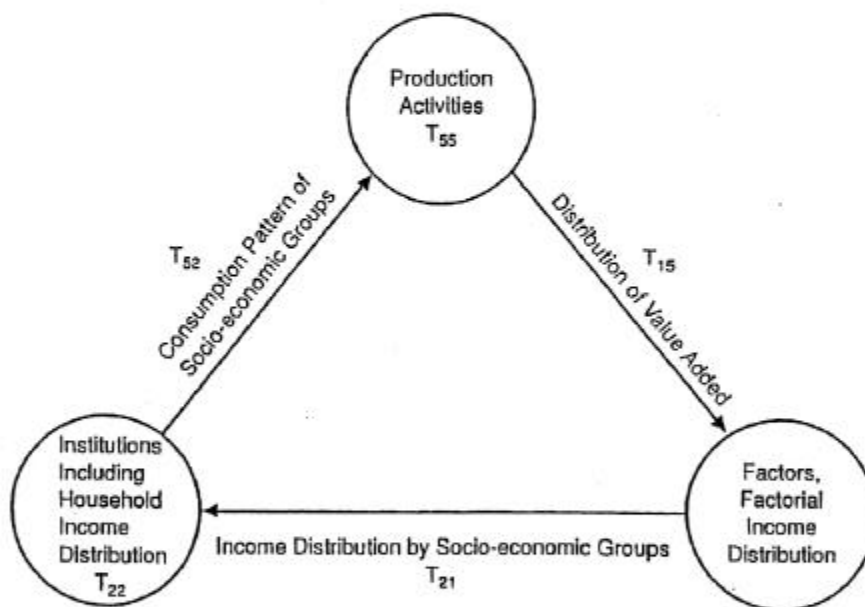 Production
Activities
T55
T52
Consumption Pattern of
Socio-economic Groups
Distribution of Value Added
T15
Institutions
Including
Household
Income
Distribution
T22
Factors,
Factorial
Income
Distribution
Income Distribution by Socio-economic Groups
T21